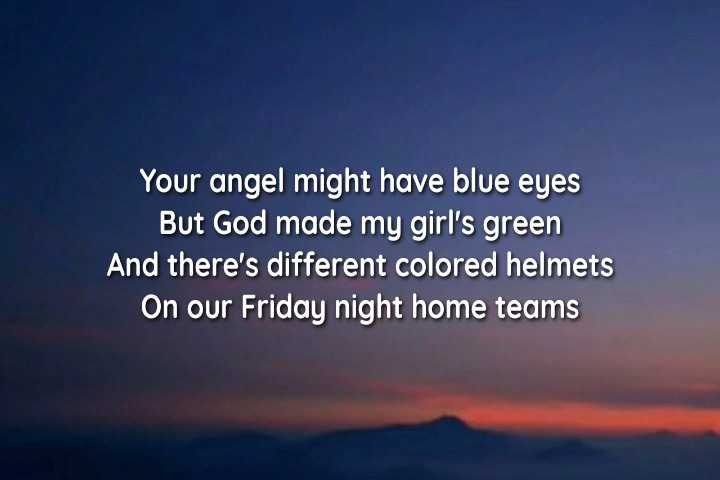 Your angel might have blue eyes
But God made my girl's green
And there's different colored helmets
On our Friday night home teams